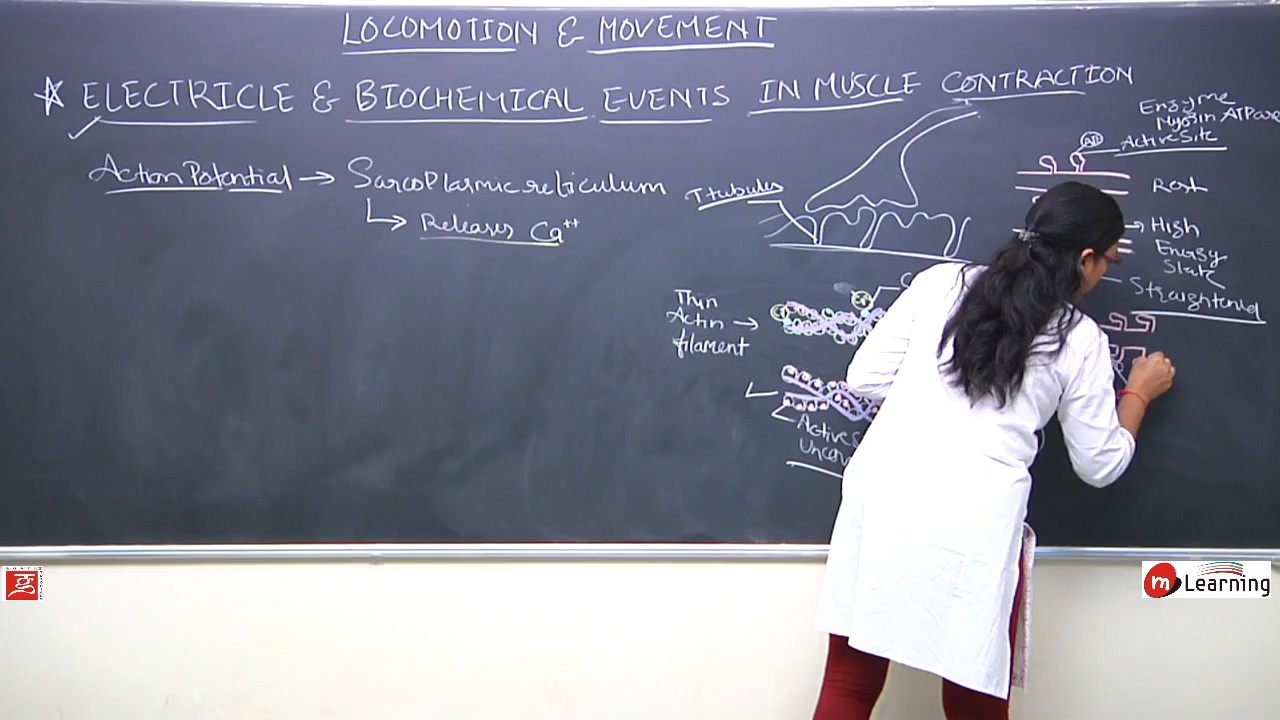 LOCOMOTION & MOVEMENT
ELECTRICLE & BIOCHEMICAL EVENTS IN MUSCLE CONTRACTION
Action Potential → Sarcoplasmic reticulum
Releases Ca++
T tubules
Enzyme
Myosin ATPase
Active Site
Rest
→ High
Energy
State
Straightened
Thin
Actin →
filament
Active
m Learning